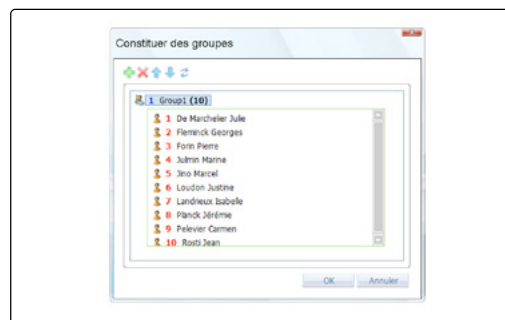 Constituer des groupes
1 Group1 (10)
1 De Marchelier Julie
2 Fleminck Georges
3 Forin Pierre
4 Julmin Marine
5 Jino Marcel
6 Loudon Justine
7 Landrieux Isabelle
8 Planck Jérémie
9 Pelevier Carmen
10 Rosti Jean
OK Annuler